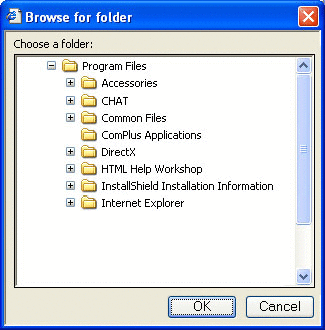 Browse for folder
Choose a folder:
Program Files
Accessories
CHAT
Common Files
ComPlus Applications
DirectX
HTML Help Workshop
InstallShield Installation Information
Internet Explorer
OK
Cancel